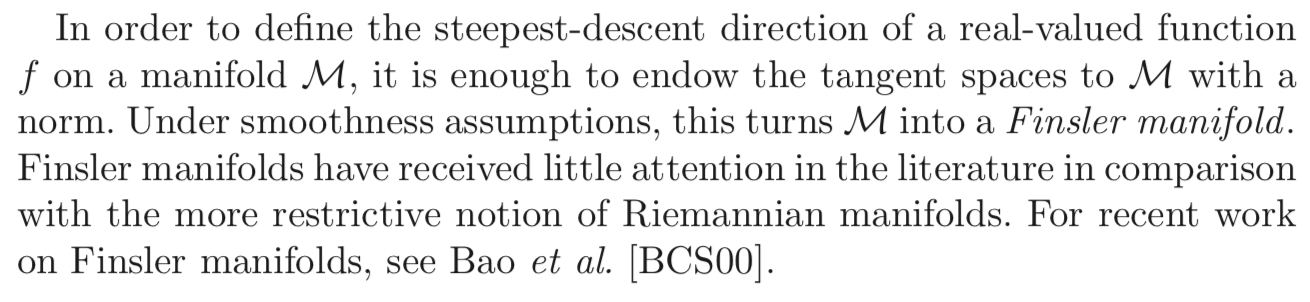 In order to define the steepest-descent direction of a real-valued function
f on a manifold ℳ, it is enough to endow the tangent spaces to ℳ with a
norm. Under smoothness assumptions, this turns ℳ into a Finsler manifold.
Finsler manifolds have received little attention in the literature in comparison
with the more restrictive notion of Riemannian manifolds. For recent work
on Finsler manifolds, see Bao et al. [BCS00].